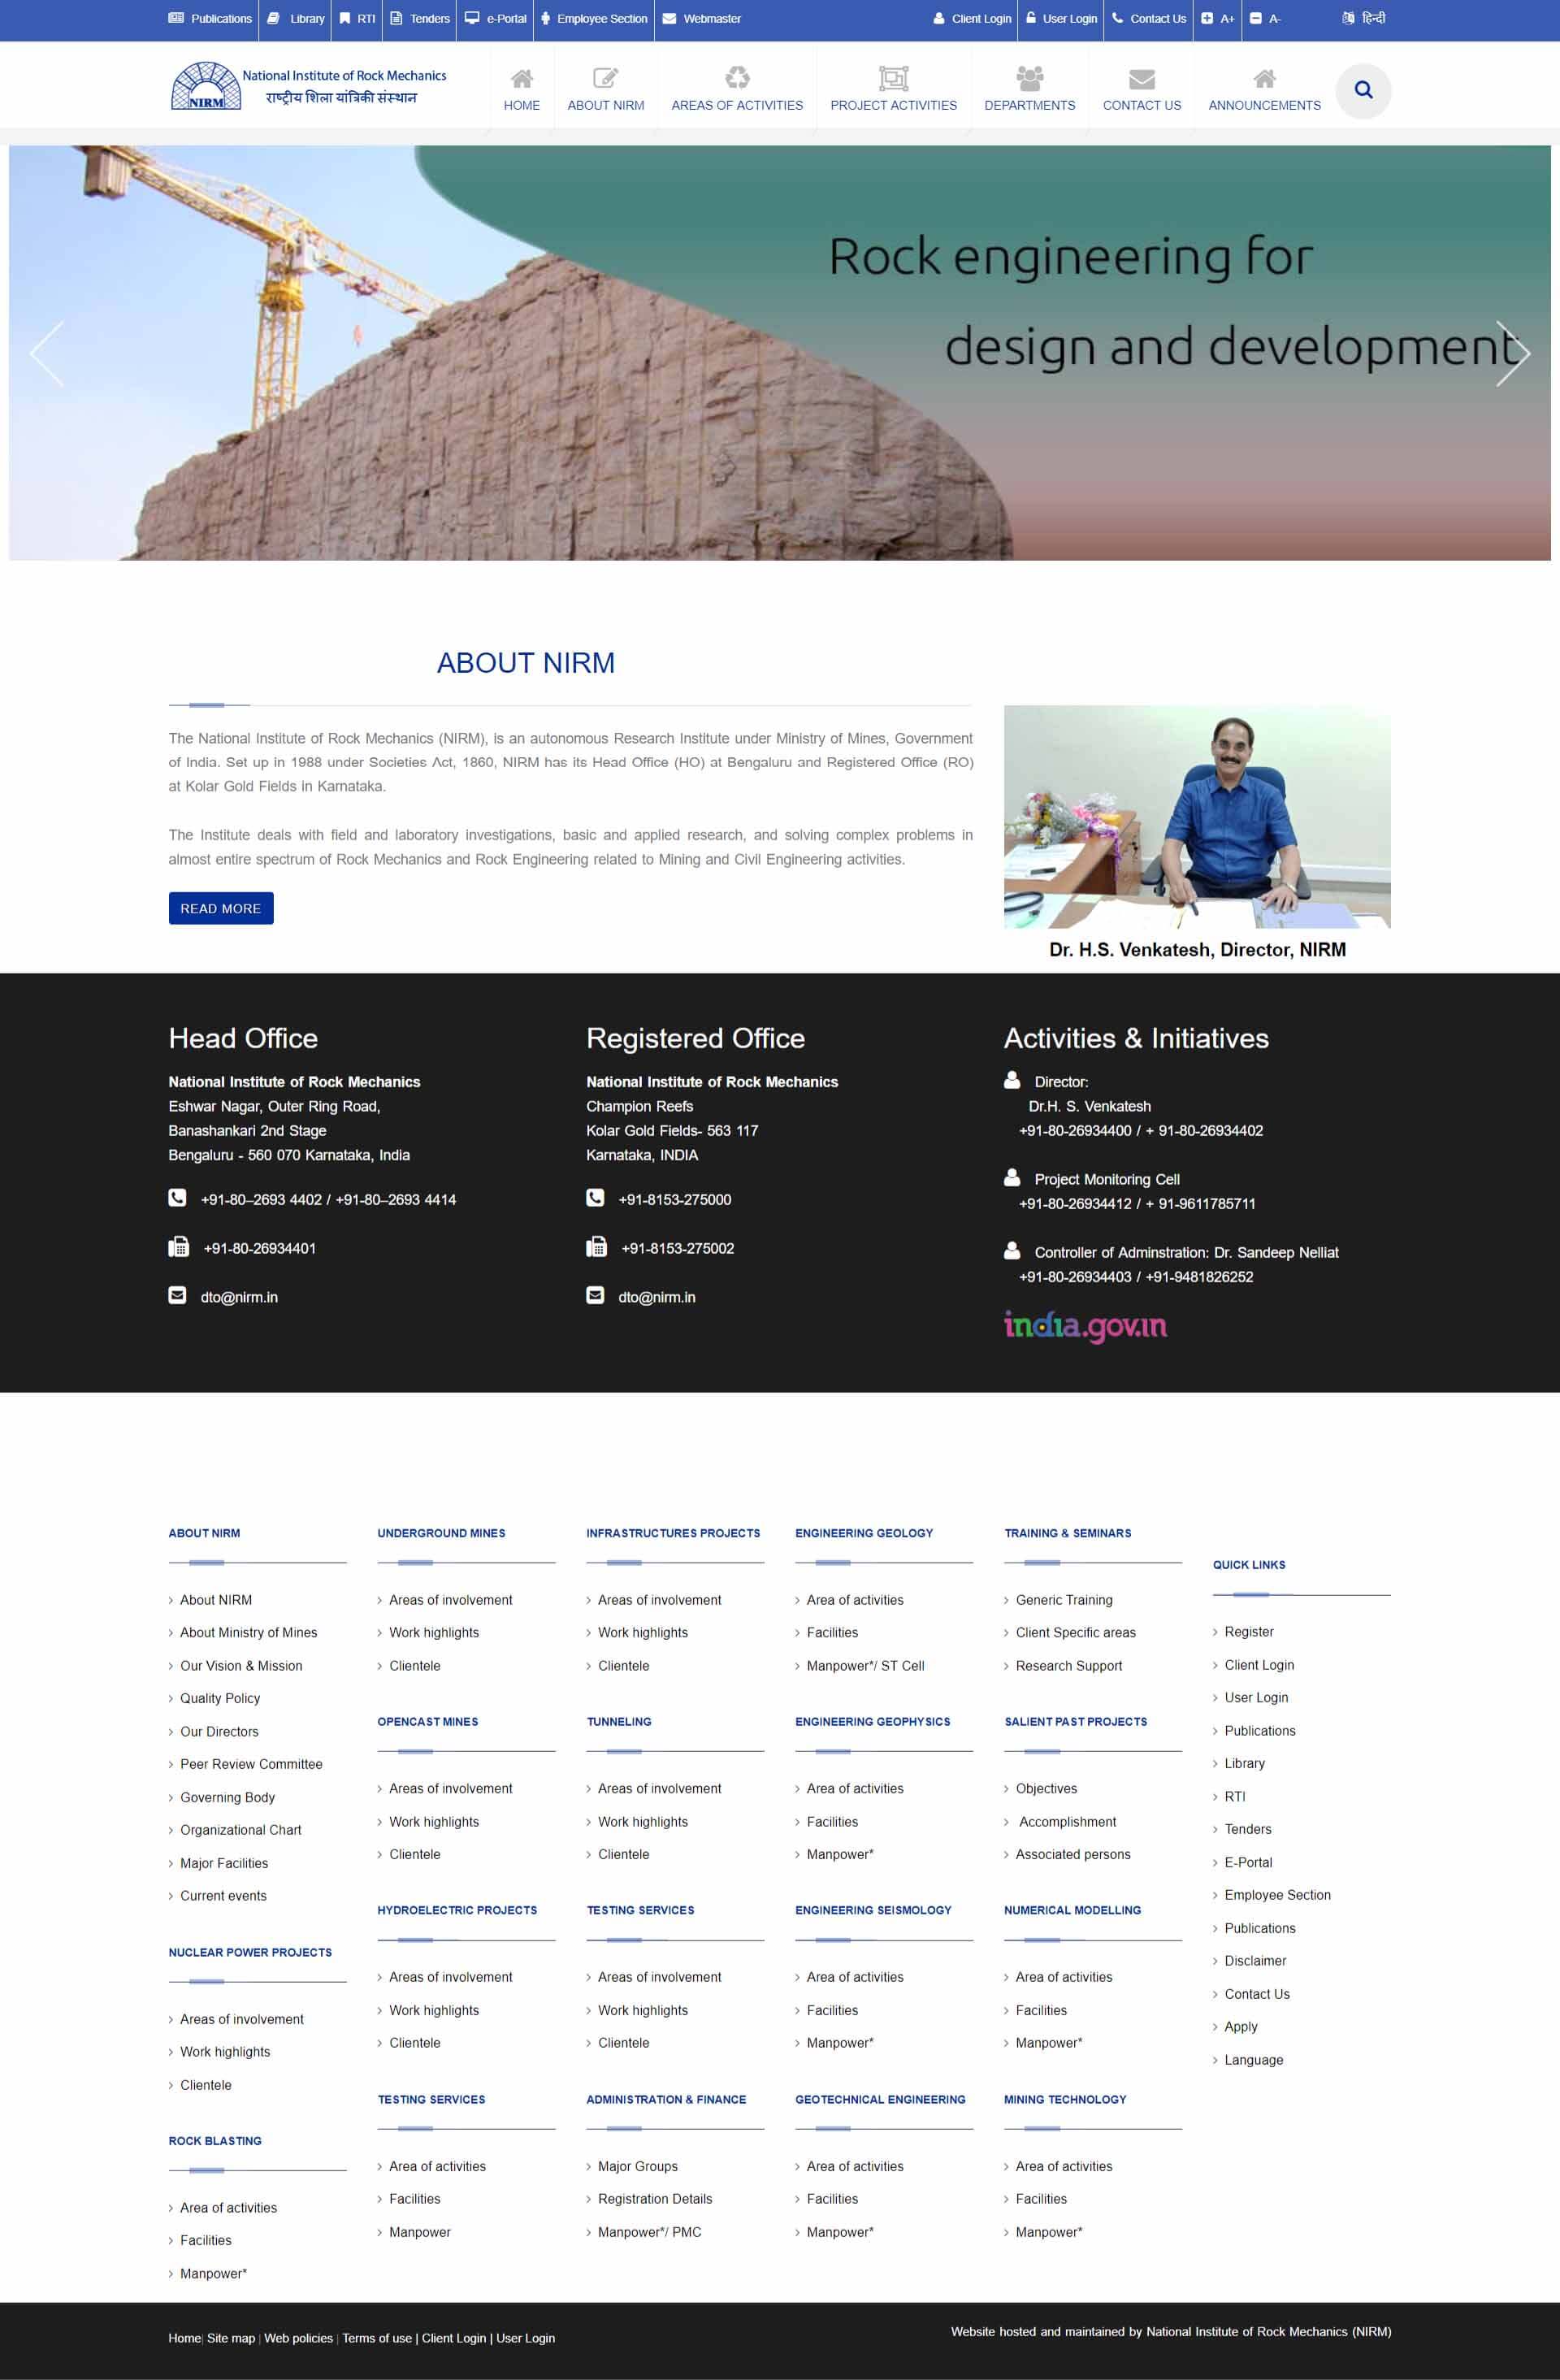 Publications
Library
RTI
Tenders
e-Portal
Employee Section
Webmaster
Client Login
User Login
Contact Us
A+
A-
हिन्दी
NIRM
National Institute of Rock Mechanics
राष्ट्रीय शिला यांत्रिकी संस्थान
HOME
ABOUT NIRM
AREAS OF ACTIVITIES
PROJECT ACTIVITIES
DEPARTMENTS
CONTACT US
ANNOUNCEMENTS
Rock engineering for
design and development
ABOUT NIRM
The National Institute of Rock Mechanics (NIRM), is an autonomous Research Institute under Ministry of Mines, Government
of India. Set up in 1988 under Societies Act, 1860, NIRM has its Head Office (HO) at Bengaluru and Registered Office (RO)
at Kolar Gold Fields in Karnataka.
The Institute deals with field and laboratory investigations, basic and applied research, and solving complex problems in
almost entire spectrum of Rock Mechanics and Rock Engineering related to Mining and Civil Engineering activities.
READ MORE
Dr. H.S. Venkatesh, Director, NIRM
Head Office
National Institute of Rock Mechanics
Eshwar Nagar, Outer Ring Road,
Banashankari 2nd Stage
Bengaluru - 560 070 Karnataka, India
+91-80–2693 4402 / +91-80–2693 4414
+91-80-26934401
dto@nirm.in
Registered Office
National Institute of Rock Mechanics
Champion Reefs
Kolar Gold Fields- 563 117
Karnataka, INDIA
+91-8153-275000
+91-8153-275002
dto@nirm.in
Activities & Initiatives
Director:
Dr.H. S. Venkatesh
+91-80-26934400 / + 91-80-26934402
Project Monitoring Cell
+91-80-26934412 / + 91-9611785711
Controller of Adminstration: Dr. Sandeep Nelliat
+91-80-26934403 / +91-9481826252
india.gov.in
ABOUT NIRM
About NIRM
About Ministry of Mines
Our Vision & Mission
Quality Policy
Our Directors
Peer Review Committee
Governing Body
Organizational Chart
Major Facilities
Current events
NUCLEAR POWER PROJECTS
Areas of involvement
Work highlights
Clientele
ROCK BLASTING
Area of activities
Facilities
Manpower*
UNDERGROUND MINES
Areas of involvement
Work highlights
Clientele
OPENCAST MINES
Areas of involvement
Work highlights
Clientele
HYDROELECTRIC PROJECTS
Areas of involvement
Work highlights
Clientele
TESTING SERVICES
Area of activities
Facilities
Manpower
INFRASTRUCTURES PROJECTS
Areas of involvement
Work highlights
Clientele
TUNNELING
Areas of involvement
Work highlights
Clientele
TESTING SERVICES
Areas of involvement
Work highlights
Clientele
ADMINISTRATION & FINANCE
Major Groups
Registration Details
Manpower*/ PMC
ENGINEERING GEOLOGY
Area of activities
Facilities
Manpower*/ ST Cell
ENGINEERING GEOPHYSICS
Area of activities
Facilities
Manpower*
ENGINEERING SEISMOLOGY
Area of activities
Facilities
Manpower*
GEOTECHNICAL ENGINEERING
Area of activities
Facilities
Manpower*
TRAINING & SEMINARS
Generic Training
Client Specific areas
Research Support
SALIENT PAST PROJECTS
Objectives
Accomplishment
Associated persons
NUMERICAL MODELLING
Area of activities
Facilities
Manpower*
MINING TECHNOLOGY
Area of activities
Facilities
Manpower*
QUICK LINKS
Register
Client Login
User Login
Publications
Library
RTI
Tenders
E-Portal
Employee Section
Publications
Disclaimer
Contact Us
Apply
Language
Home| Site map | Web policies | Terms of use | Client Login | User Login
Website hosted and maintained by National Institute of Rock Mechanics (NIRM)